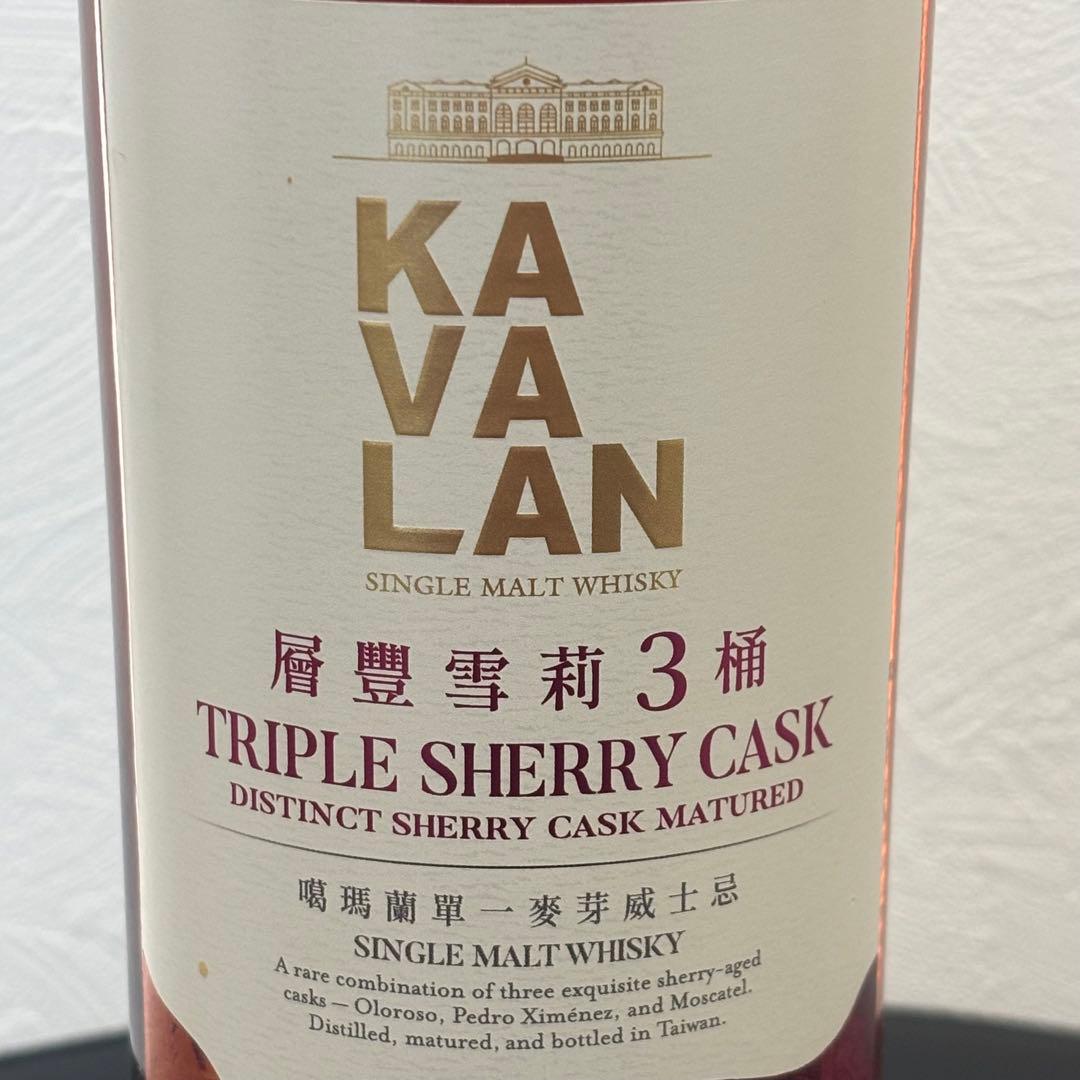 KA
VA
LAN
SINGLE MALT WHISKY
層豐雪莉3桶
TRIPLE SHERRY CASK
DISTINCT SHERRY CASK MATURED
噶瑪蘭單一麥芽威士忌
SINGLE MALT WHISKY
A rare combination of three exquisite sherry-aged
casks — Oloroso, Pedro Ximénez, and Moscatel.
Distilled, matured, and bottled in Taiwan.